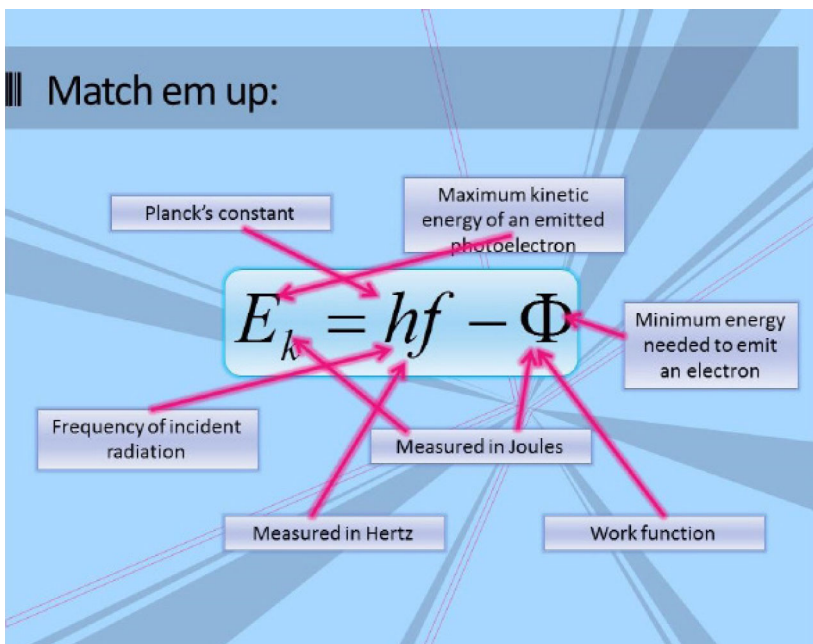 Match em up:
Planck's constant
Maximum kinetic
energy of an emitted
photoelectron
E_k = hf − Φ
Minimum energy
needed to emit
an electron
Frequency of incident
radiation
Measured in Joules
Measured in Hertz
Work function